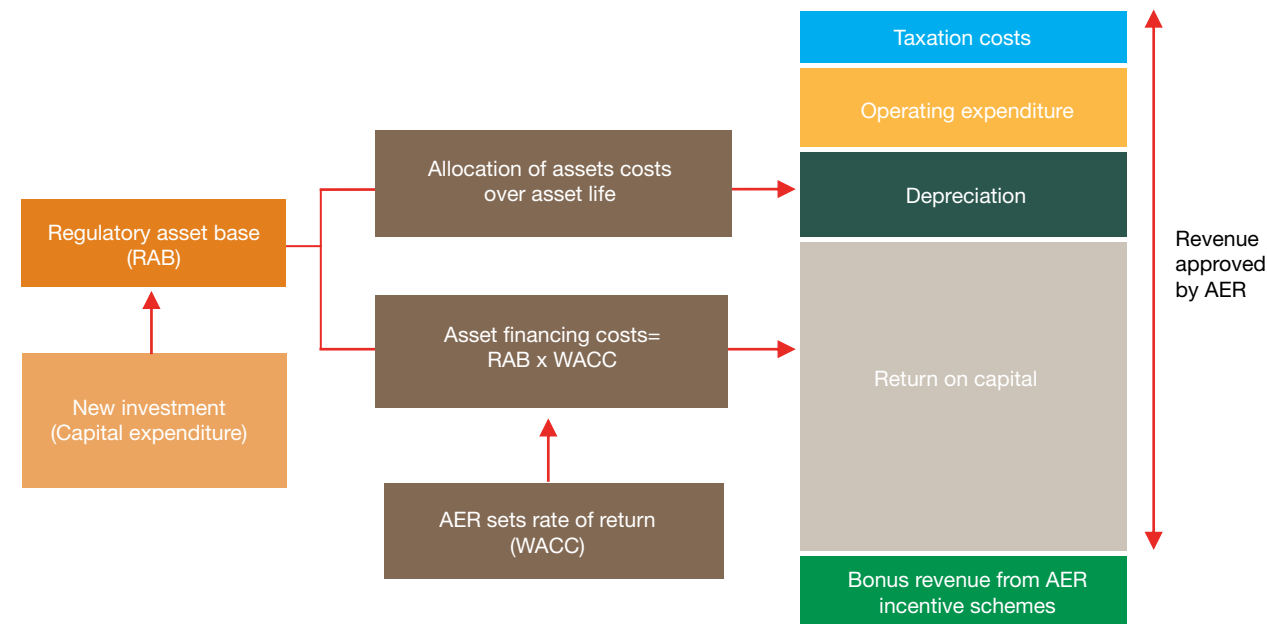 Regulatory asset base
(RAB)
New investment
(Capital expenditure)
Allocation of assets costs
over asset life
Asset financing costs=
RAB x WACC
AER sets rate of return
(WACC)
Taxation costs
Operating expenditure
Depreciation
Return on capital
Bonus revenue from AER
incentive schemes
Revenue
approved
by AER